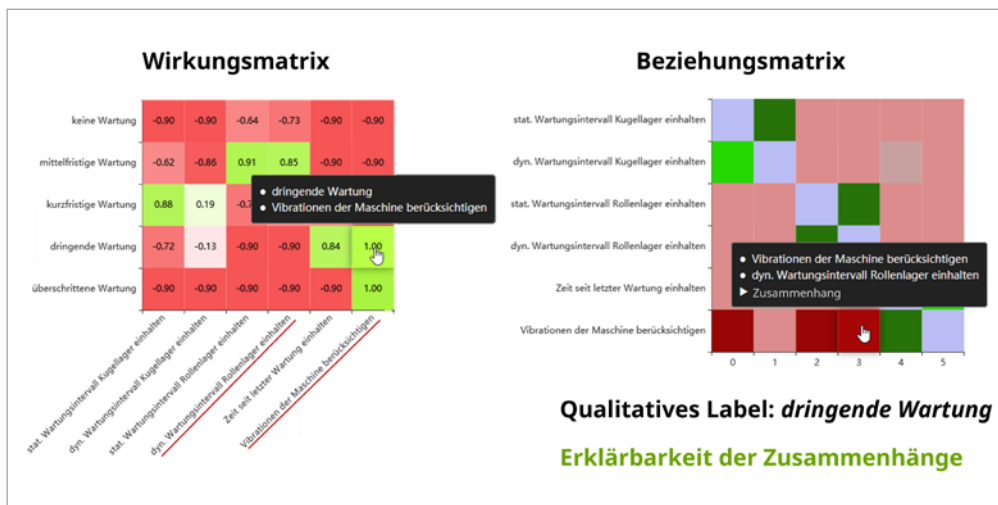 Wirkungsmatrix
keine Wartung -0.90 -0.90 -0.64 -0.73 -0.90 -0.90
mittelfristige Wartung -0.62 -0.86 0.91 0.85 -0.90 -0.90
kurzfristige Wartung 0.88 0.19 -0.7
• dringende Wartung
• Vibrationen der Maschine berücksichtigen
dringende Wartung -0.72 -0.13 -0.90 -0.90 0.84 1.00
überschrittene Wartung -0.90 -0.90 -0.90 -0.90 -0.90 1.00
stat. Wartungsintervall Kugellager einhalten
dyn. Wartungsintervall Kugellager einhalten
stat. Wartungsintervall Rollenlager einhalten
dyn. Wartungsintervall Rollenlager einhalten
Zeit seit letzter Wartung einhalten
Vibrationen der Maschine berücksichtigen
Beziehungsmatrix
stat. Wartungsintervall Kugellager einhalten
dyn. Wartungsintervall Kugellager einhalten
stat. Wartungsintervall Rollenlager einhalten
dyn. Wartungsintervall Rollenlager einhalten
• Vibrationen der Maschine berücksichtigen
• dyn. Wartungsintervall Rollenlager einhalten
▶ Zusammenhang
Zeit seit letzter Wartung einhalten
Vibrationen der Maschine berücksichtigen
0 1 2 3 4 5
Qualitatives Label: dringende Wartung
Erklärbarkeit der Zusammenhänge